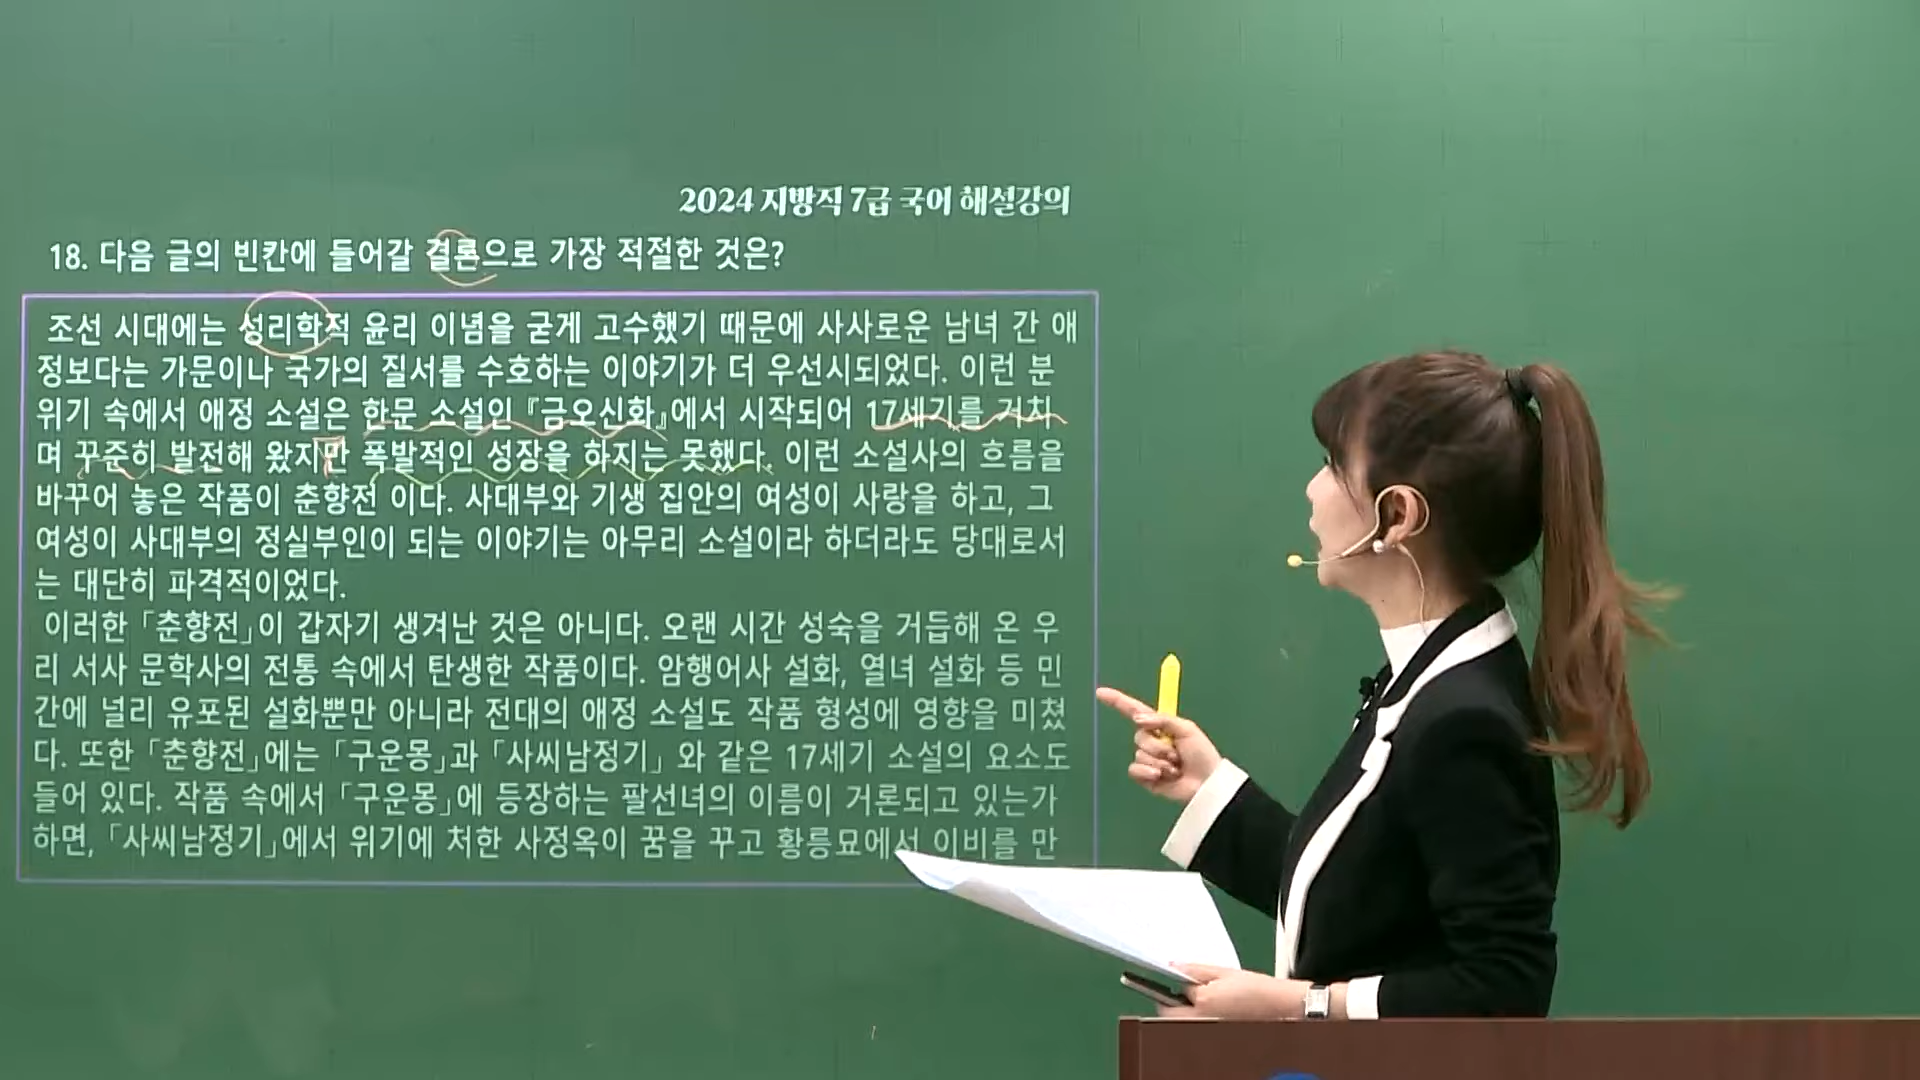 2024 지방직 7급 국어 해설강의
18. 다음 글의 빈칸에 들어갈 결론으로 가장 적절한 것은?
조선 시대에는 성리학적 윤리 이념을 굳게 고수했기 때문에 사사로운 남녀 간 애
정보다는 가문이나 국가의 질서를 수호하는 이야기가 더 우선시되었다. 이런 분
위기 속에서 애정 소설은 한문 소설인 『금오신화』에서 시작되어 17세기를 거치
며 꾸준히 발전해 왔지만 폭발적인 성장을 하지는 못했다. 이런 소설사의 흐름을
바꾸어 놓은 작품이 춘향전 이다. 사대부와 기생 집안의 여성이 사랑을 하고, 그
여성이 사대부의 정실부인이 되는 이야기는 아무리 소설이라 하더라도 당대로서
는 대단히 파격적이었다.
이러한 「춘향전」이 갑자기 생겨난 것은 아니다. 오랜 시간 성숙을 거듭해 온 우
리 서사 문학사의 전통 속에서 탄생한 작품이다. 암행어사 설화, 열녀 설화 등 민
간에 널리 유포된 설화뿐만 아니라 전대의 애정 소설도 작품 형성에 영향을 미쳤
다. 또한 「춘향전」에는 「구운몽」과 「사씨남정기」 와 같은 17세기 소설의 요소도
들어 있다. 작품 속에서 「구운몽」에 등장하는 팔선녀의 이름이 거론되고 있는가
하면, 「사씨남정기」에서 위기에 처한 사정옥이 꿈을 꾸고 황릉묘에서 이비를 만